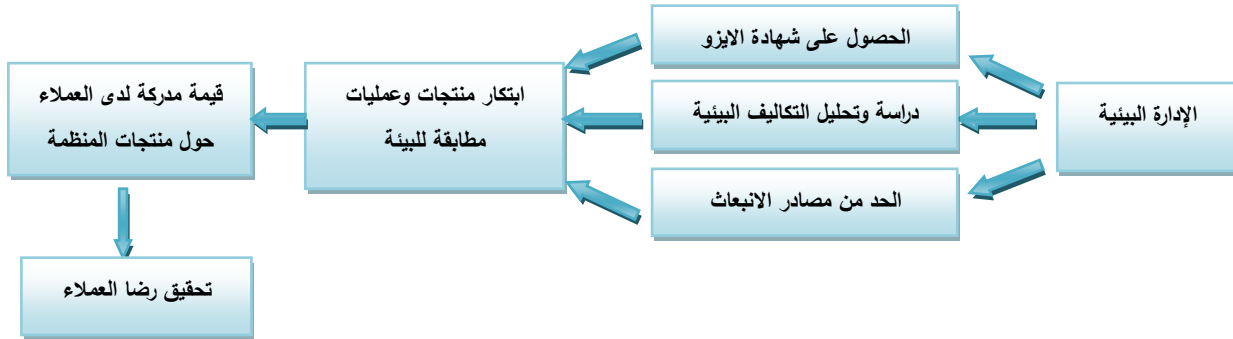 الإدارة البيئية
الحصول على شهادة الايزو
دراسة وتحليل التكاليف البيئية
الحد من مصادر الانبعاث
ابتكار منتجات وعمليات
مطابقة للبيئة
قيمة مدركة لدى العملاء
حول منتجات المنظمة
تحقيق رضا العملاء